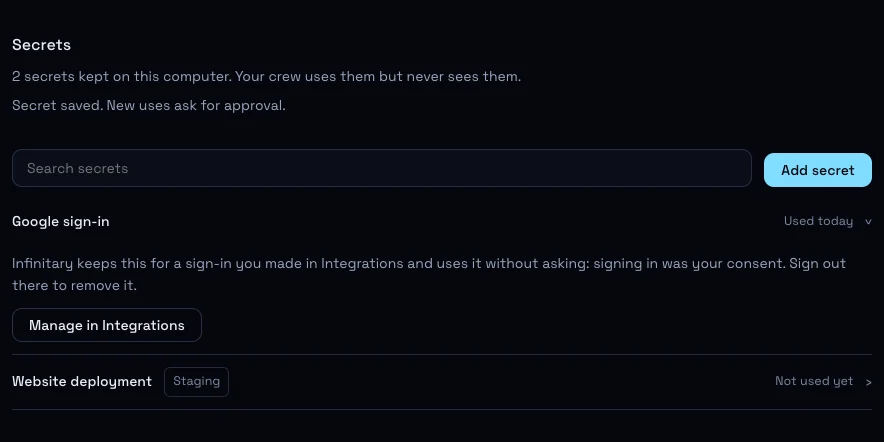 Secrets
2 secrets kept on this computer. Your crew uses them but never sees them.
Secret saved. New uses ask for approval.
Search secrets
Add secret
Google sign-in
Used today
Infinitary keeps this for a sign-in you made in Integrations and uses it without asking: signing in was your consent. Sign out
there to remove it.
Manage in Integrations
Website deployment
Staging
Not used yet